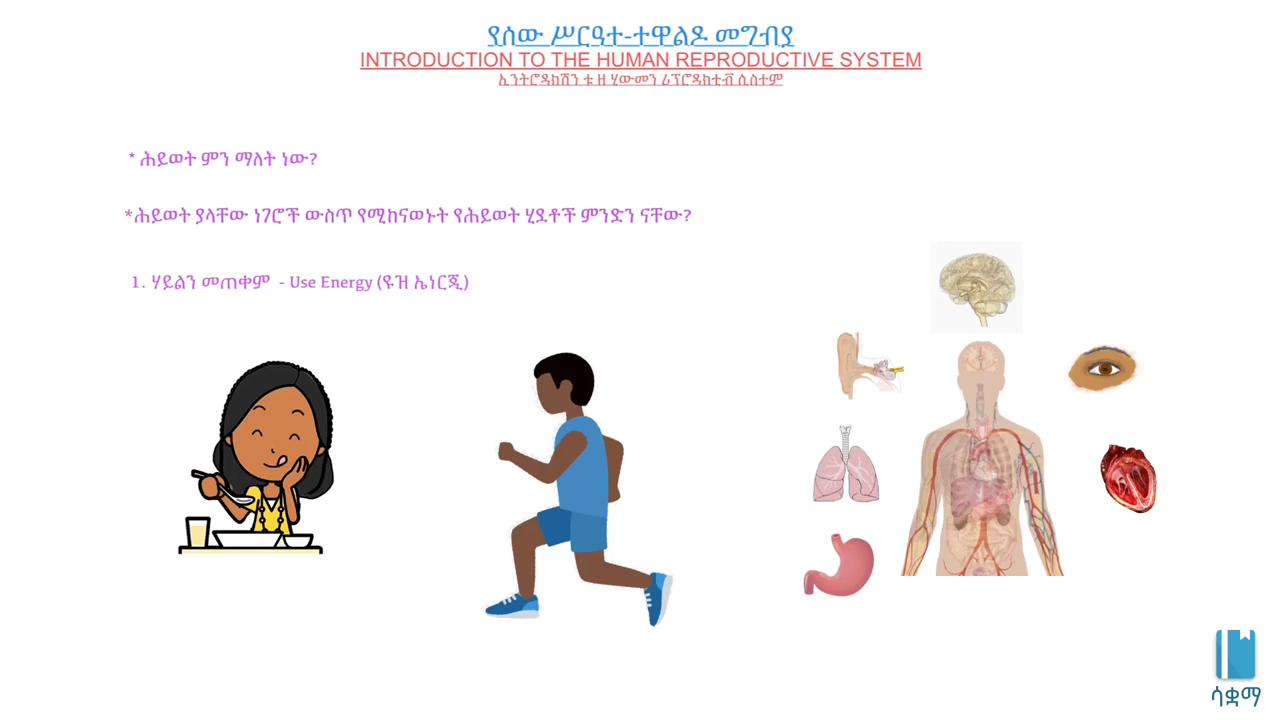 የሰው ሥርዓተ-ተዋልዶ መግብያ
INTRODUCTION TO THE HUMAN REPRODUCTIVE SYSTEM
ኢንትሮዳክሽን ቱ ዘ ሂውመን ሪፕሮዳክቲቭ ሲስተም
* ሕይወት ምን ማለት ነው?
*ሕይወት ያላቸው ነገሮች ውስጥ የሚከናወኑት የሕይወት ሂደቶች ምንድን ናቸው?
1. ሃይልን መጠቀም - Use Energy (ዩዝ ኤነርጂ)
ሳቋማ